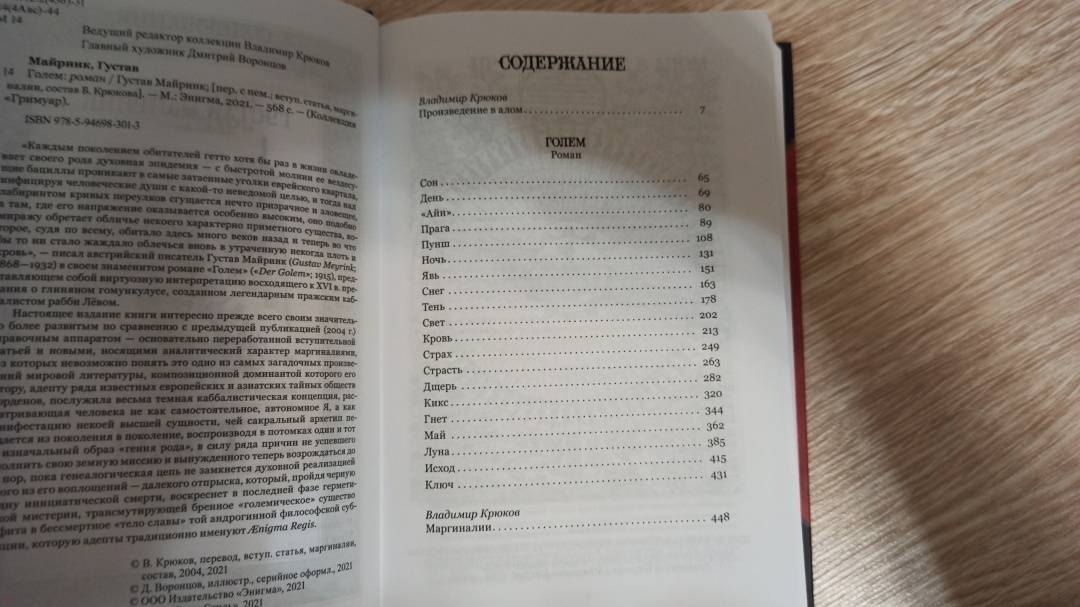 4(4Авс)-44
М 14
Ведущий редактор коллекции Владимир Крюков
Главный художник Дмитрий Воронцов
Майринк, Густав
14 Голем: роман / Густав Майринк; [пер. с нем.; вступ. статья, марги-
налии, состав В. Крюкова]. — М.: Энигма, 2021. — 568 с. — (Коллекция
«Гримуар).
ISBN 978-5-94698-301-3
«Каждым поколением обитателей гетто хотя бы раз в жизни овладе-
вает своего рода духовная эпидемия — с быстротой молнии ее вездесу-
щие бациллы проникают в самые затаенные уголки еврейского квартала,
инфицируя человеческие души с какой-то неведомой целью, и тогда над
лабиринтом кривых переулков сгущается нечто призрачное и зловещее,
а там, где его напряжение оказывается особенно высоким, оно подобно
миражу обретает обличье некоего характерно приметного существа, ко-
торое, судя по всему, обитало здесь много веков назад и теперь во что
бы то ни стало жаждало облечься вновь в утраченную некогда плоть и
кровь», — писал австрийский писатель Густав Майринк (Gustav Meyrink;
868–1932) в своем знаменитом романе «Голем» («Der Golem»; 1915), пред-
ставляющем собой виртуозную интерпретацию восходящего к XVI в. пре-
дания о глиняном гомункулусе, созданном легендарным пражским каб-
балистом рабби Лёвом.
Настоящее издание книги интересно прежде всего своим значитель-
но более развитым по сравнению с предыдущей публикацией (2004 г.)
справочным аппаратом — основательно переработанной вступительной
статьей и новыми, носящими аналитический характер маргиналиями,
без которых невозможно понять это одно из самых загадочных произве-
дений мировой литературы, композиционной доминантой которого его
автору, адепту ряда известных европейских и азиатских тайных обществ
и орденов, послужила весьма темная каббалистическая концепция, рас-
сматривающая человека не как самостоятельное, автономное Я, а как
манифестацию некоей высшей сущности, чей сакральный архетип пе-
редается из поколения в поколение, воспроизводя в потомках один и тот
же изначальный образ «гения рода», в силу ряда причин не успевшего
исполнить свою земную миссию и вынужденного теперь возрождаться до
тех пор, пока генеалогическая цепь не замкнется духовной реализацией
одного из его воплощений — далекого отпрыска, который, пройдя черную
бездну инициатической смерти, воскреснет в последней фазе гермети-
ческой мистерии, трансмутирующей бренное «големическое» существо
неофита в бессмертное «тело славы» той андрогинной философской суб-
станции, которую адепты традиционно именуют Ænigma Regis.
© В. Крюков, перевод, вступ. статья, маргиналии,
состав, 2004, 2021
© Д. Воронцов, иллюстр., серийное оформл., 2021
© ООО Издательство «Энигма», 2021
СОДЕРЖАНИЕ
Владимир Крюков
Произведение в алом 7
ГОЛЕМ
Роман
Сон 65
День 69
«Айн» 80
Прага 89
Пунш 108
Ночь 131
Явь 151
Снег 163
Тень 178
Свет 202
Кровь 213
Страх 249
Страсть 263
Дщерь 282
Кикс 320
Гнет 344
Май 362
Луна 385
Исход 415
Ключ 431
Владимир Крюков
Маргиналии 448